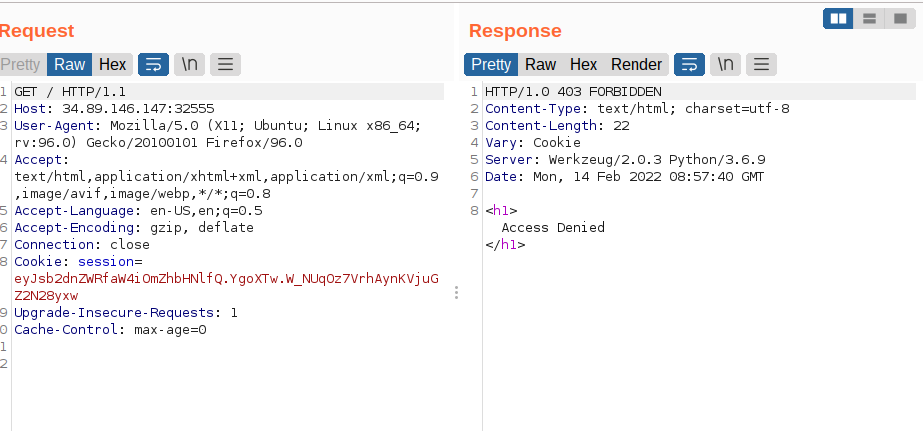 Request
Pretty Raw Hex \n
1 GET / HTTP/1.1
2 Host: 34.89.146.147:32555
3 User-Agent: Mozilla/5.0 (X11; Ubuntu; Linux x86_64;
rv:96.0) Gecko/20100101 Firefox/96.0
4 Accept:
text/html,application/xhtml+xml,application/xml;q=0.9
,image/avif,image/webp,*/*;q=0.8
5 Accept-Language: en-US,en;q=0.5
6 Accept-Encoding: gzip, deflate
7 Connection: close
8 Cookie: session=
eyJsb2dnZWRfaW4iOmZhbHNlfQ.YgoXTw.W_NUqOz7VrhAynKVjuG
Z2N28yxw
9 Upgrade-Insecure-Requests: 1
0 Cache-Control: max-age=0
1
2
Response
Pretty Raw Hex Render \n
1 HTTP/1.0 403 FORBIDDEN
2 Content-Type: text/html; charset=utf-8
3 Content-Length: 22
4 Vary: Cookie
5 Server: Werkzeug/2.0.3 Python/3.6.9
6 Date: Mon, 14 Feb 2022 08:57:40 GMT
7
8 <h1>
Access Denied
</h1>